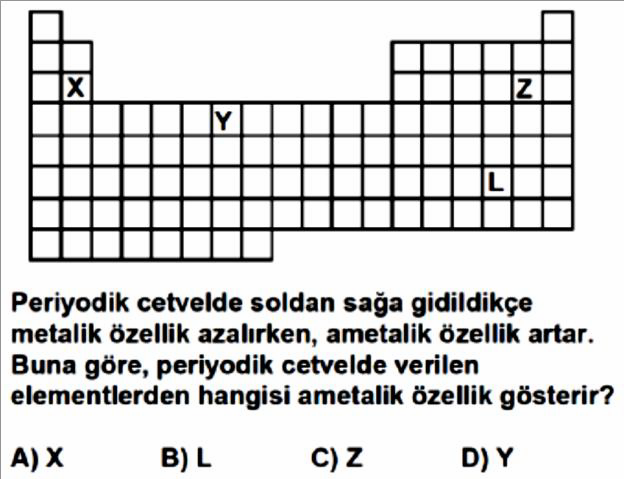 X
Z
Y
L
Periyodik cetvelde soldan sağa gidildikçe
metalik özellik azalırken, ametalik özellik artar.
Buna göre, periyodik cetvelde verilen
elementlerden hangisi ametalik özellik gösterir?
A) X B) L C) Z D) Y